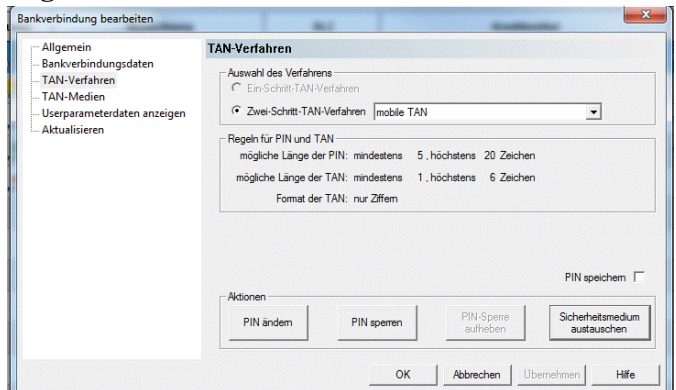 Bankverbindung bearbeiten
Allgemein
Bankverbindungsdaten
TAN-Verfahren
TAN-Medien
Userparameterdaten anzeigen
Aktualisieren
TAN-Verfahren
Auswahl des Verfahrens
Ein-Schritt-TAN-Verfahren
Zwei-Schritt-TAN-Verfahren mobile TAN
Regeln für PIN und TAN
mögliche Länge der PIN: mindestens 5 , höchstens 20 Zeichen
mögliche Länge der TAN: mindestens 1 , höchstens 6 Zeichen
Format der TAN: nur Ziffern
PIN speichern
Aktionen
PIN ändern
PIN sperren
PIN-Sperre
aufheben
Sicherheitsmedium
austauschen
OK
Abbrechen
Übernehmen
Hilfe